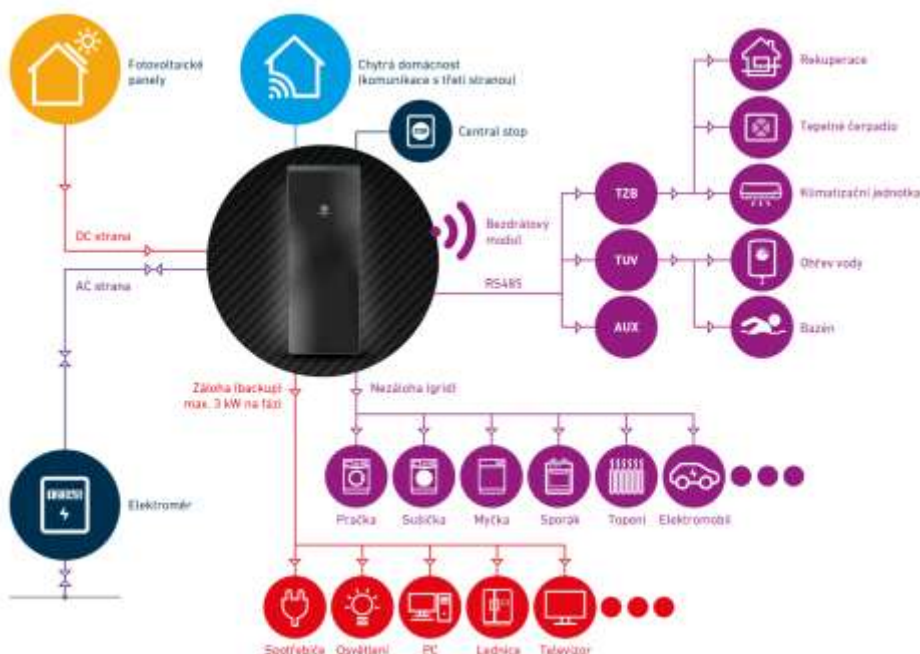 Fotovoltaické
panely
Chytrá domácnost
(komunikace s třetí stranou)
STOP
Central stop
Rekuperace
Tepelné čerpadlo
TZB
Klimatizační jednotka
Bezdrátový
modul
DC strana
TUV
Ohřev vody
AC strana
RS485
AUX
Bazén
Záloha (backup)
max. 3 kW na fázi
Nezáloha (grid)
Elektroměr
Pračka
Sušička
Myčka
Sporák
Topení
Elektromobil
Spotřebiče
Osvětlení
PC
Lednice
Televizor